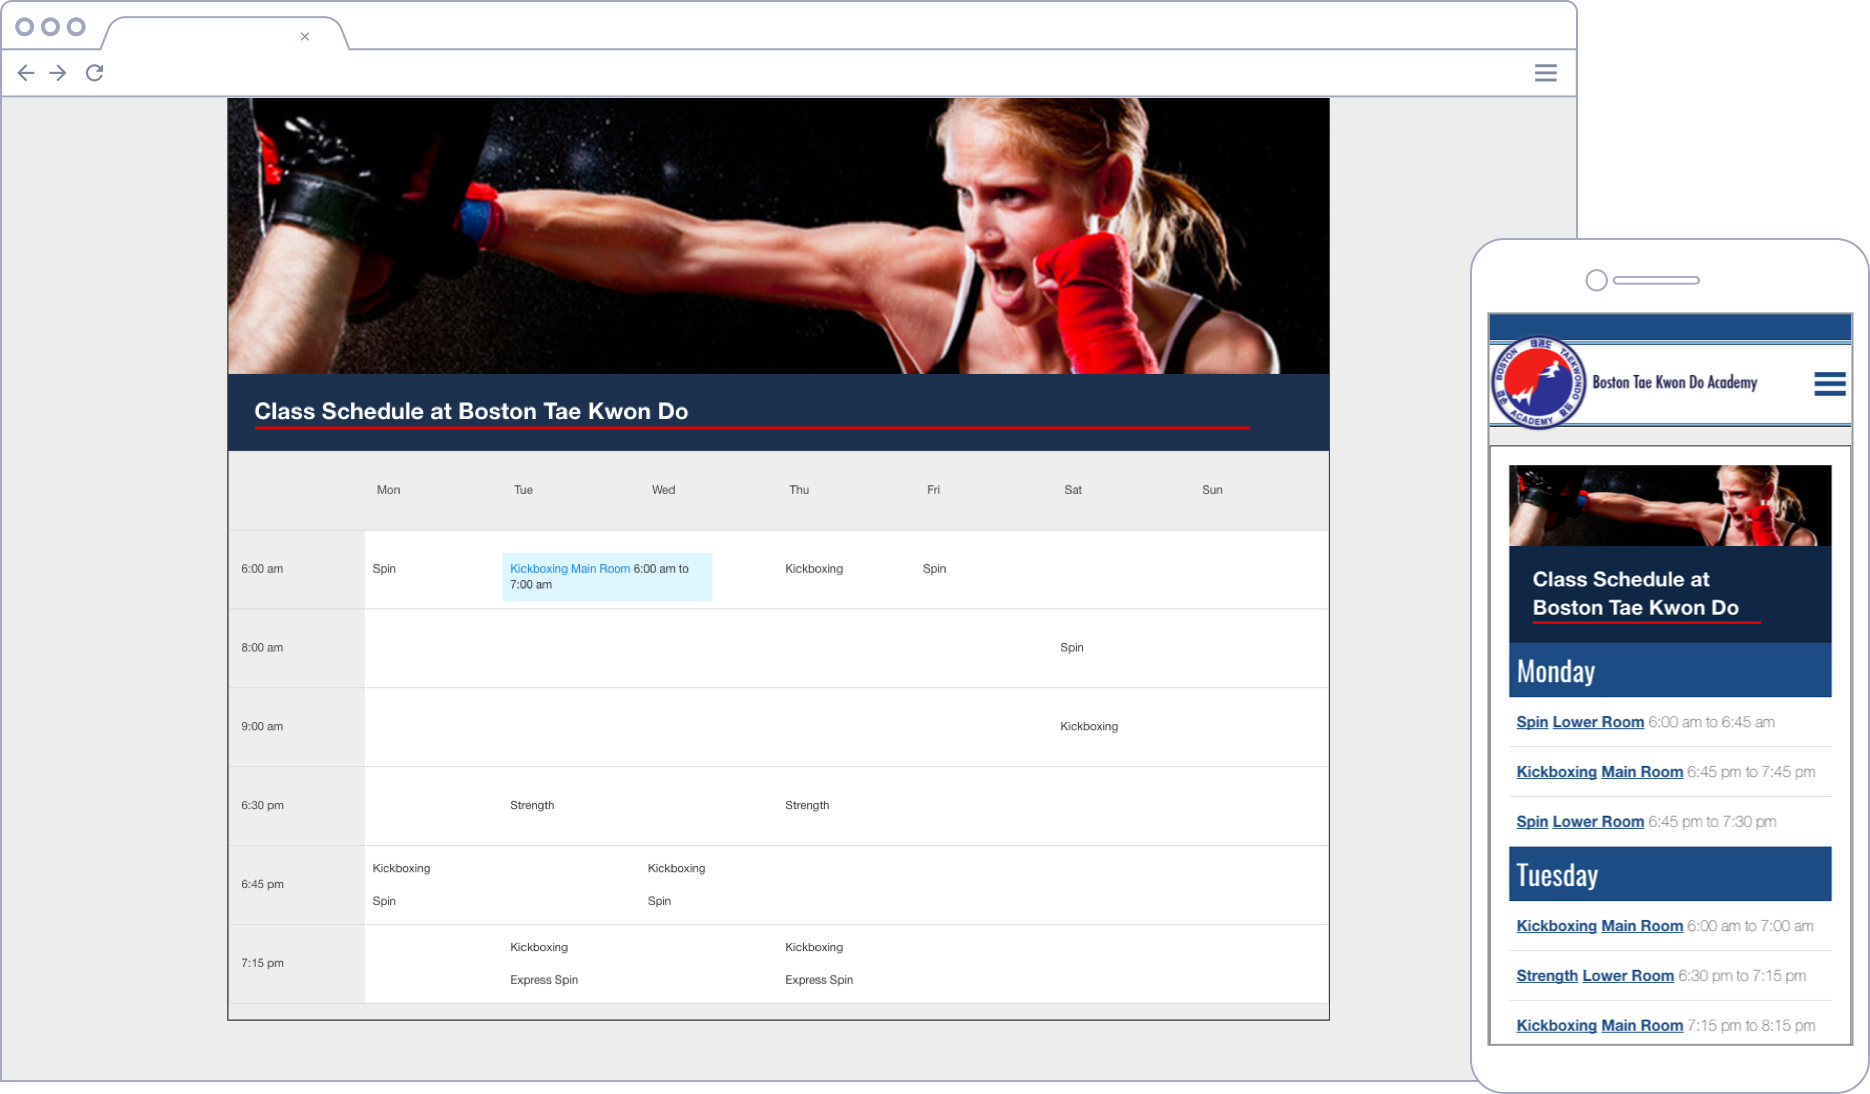 Class Schedule at Boston Tae Kwon Do
Mon Tue Wed Thu Fri Sat Sun
6:00 am Spin Kickboxing Main Room 6:00 am to Kickboxing Spin
7:00 am
8:00 am Spin
9:00 am Kickboxing
6:30 pm Strength Strength
Kickboxing Kickboxing
6:45 pm
Spin Spin
Kickboxing Kickboxing
7:15 pm
Express Spin Express Spin
BOSTON 태권도 TAEKWONDO
ACADEMY
Boston Tae Kwon Do Academy
Class Schedule at
Boston Tae Kwon Do
Monday
Spin Lower Room 6:00 am to 6:45 am
Kickboxing Main Room 6:45 pm to 7:45 pm
Spin Lower Room 6:45 pm to 7:30 pm
Tuesday
Kickboxing Main Room 6:00 am to 7:00 am
Strength Lower Room 6:30 pm to 7:15 pm
Kickboxing Main Room 7:15 pm to 8:15 pm